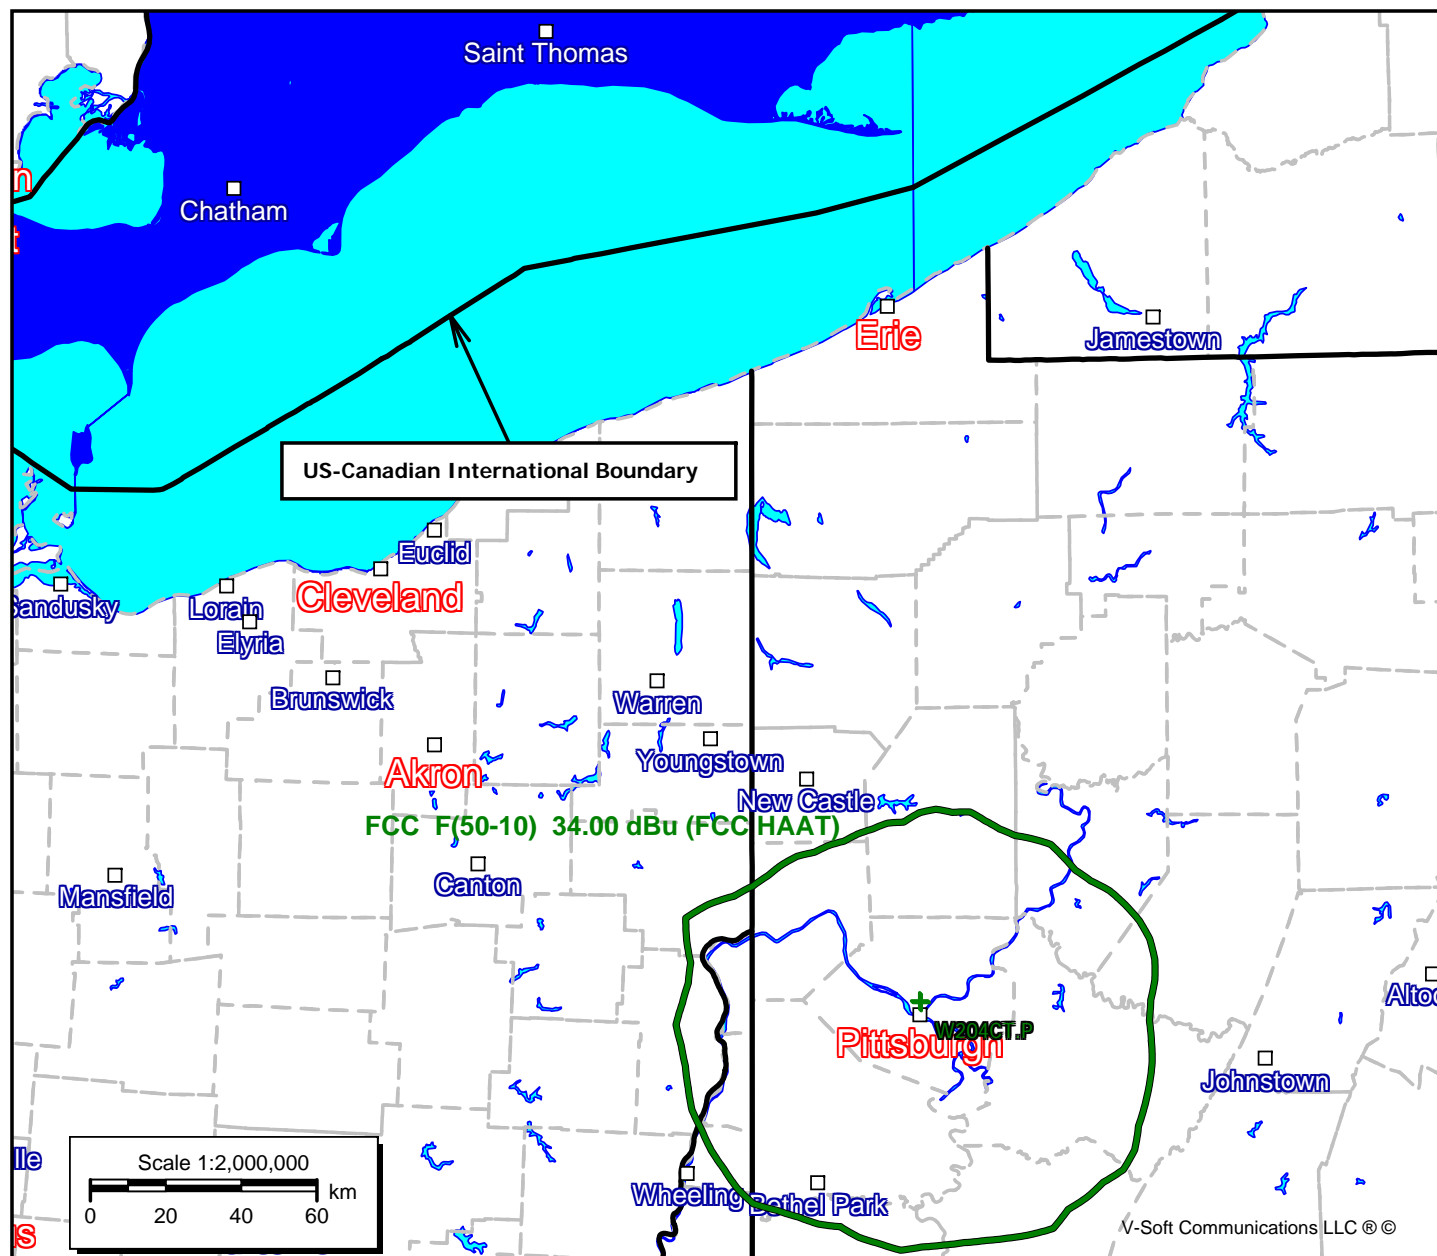 Saint Thomas
n
Chatham
t
Erie
Jamestown
US-Canadian International Boundary
Euclid
Cleveland
Sandusky
Lorain
Elyria
Brunswick
Warren
Youngstown
Akron
New Castle
FCC F(50-10) 34.00 dBu (FCC HAAT)
Canton
Mansfield
Altoo
W204CT.P
Pittsburgh
Johnstown
lle
Scale 1:2,000,000
km
0 20 40 60
Wheeling
Bethel Park
V-Soft Communications LLC ® ©
s